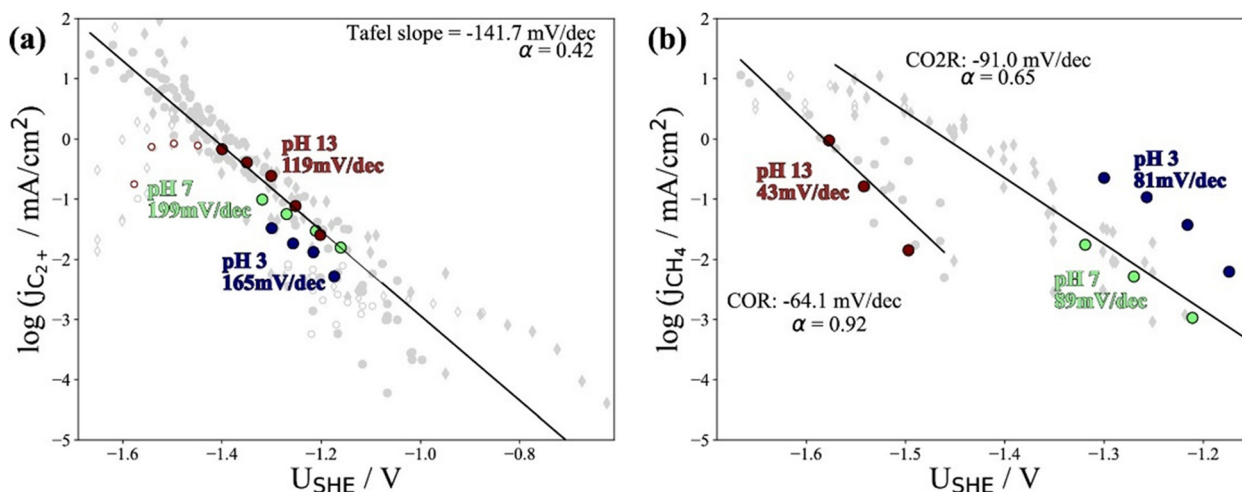 (a)
Tafel slope = -141.7 mV/dec
α = 0.42
pH 13
119mV/dec
pH 7
199mV/dec
pH 3
165mV/dec
log (jC2+ / mA/cm²)
2
1
0
−1
−2
−3
−4
−5
−1.6
−1.4
−1.2
−1.0
−0.8
USHE / V
(b)
CO2R: -91.0 mV/dec
α = 0.65
pH 13
43mV/dec
pH 3
81mV/dec
pH 7
89mV/dec
COR: -64.1 mV/dec
α = 0.92
log (jCH4 / mA/cm²)
2
1
0
−1
−2
−3
−4
−5
−1.6
−1.5
−1.4
−1.3
−1.2
USHE / V